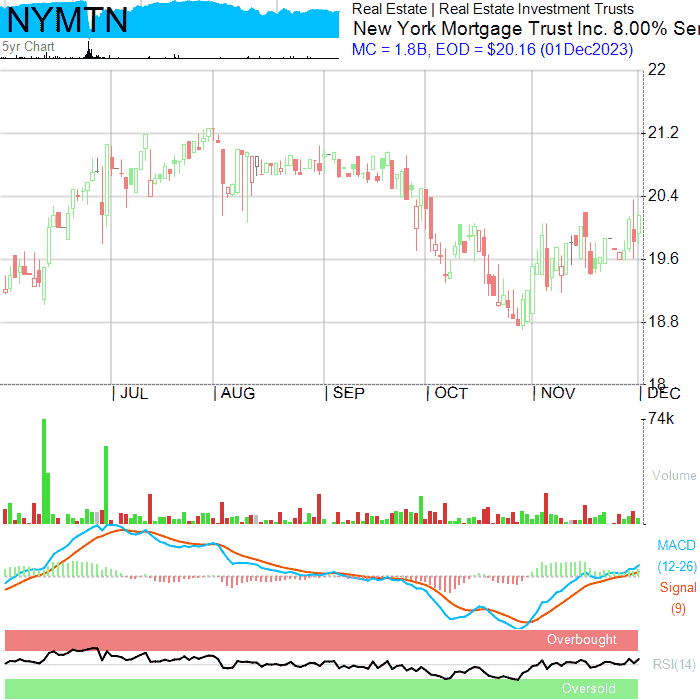 NYMTN
5yr Chart
Real Estate | Real Estate Investment Trusts
New York Mortgage Trust Inc. 8.00% Ser
MC = 1.8B, EOD = $20.16 (01Dec2023)
22
21.2
20.4
19.6
18.8
18
JUL AUG SEP OCT NOV DEC
74k
Volume
MACD
(12-26)
Signal
(9)
Overbought
RSI(14)
Oversold